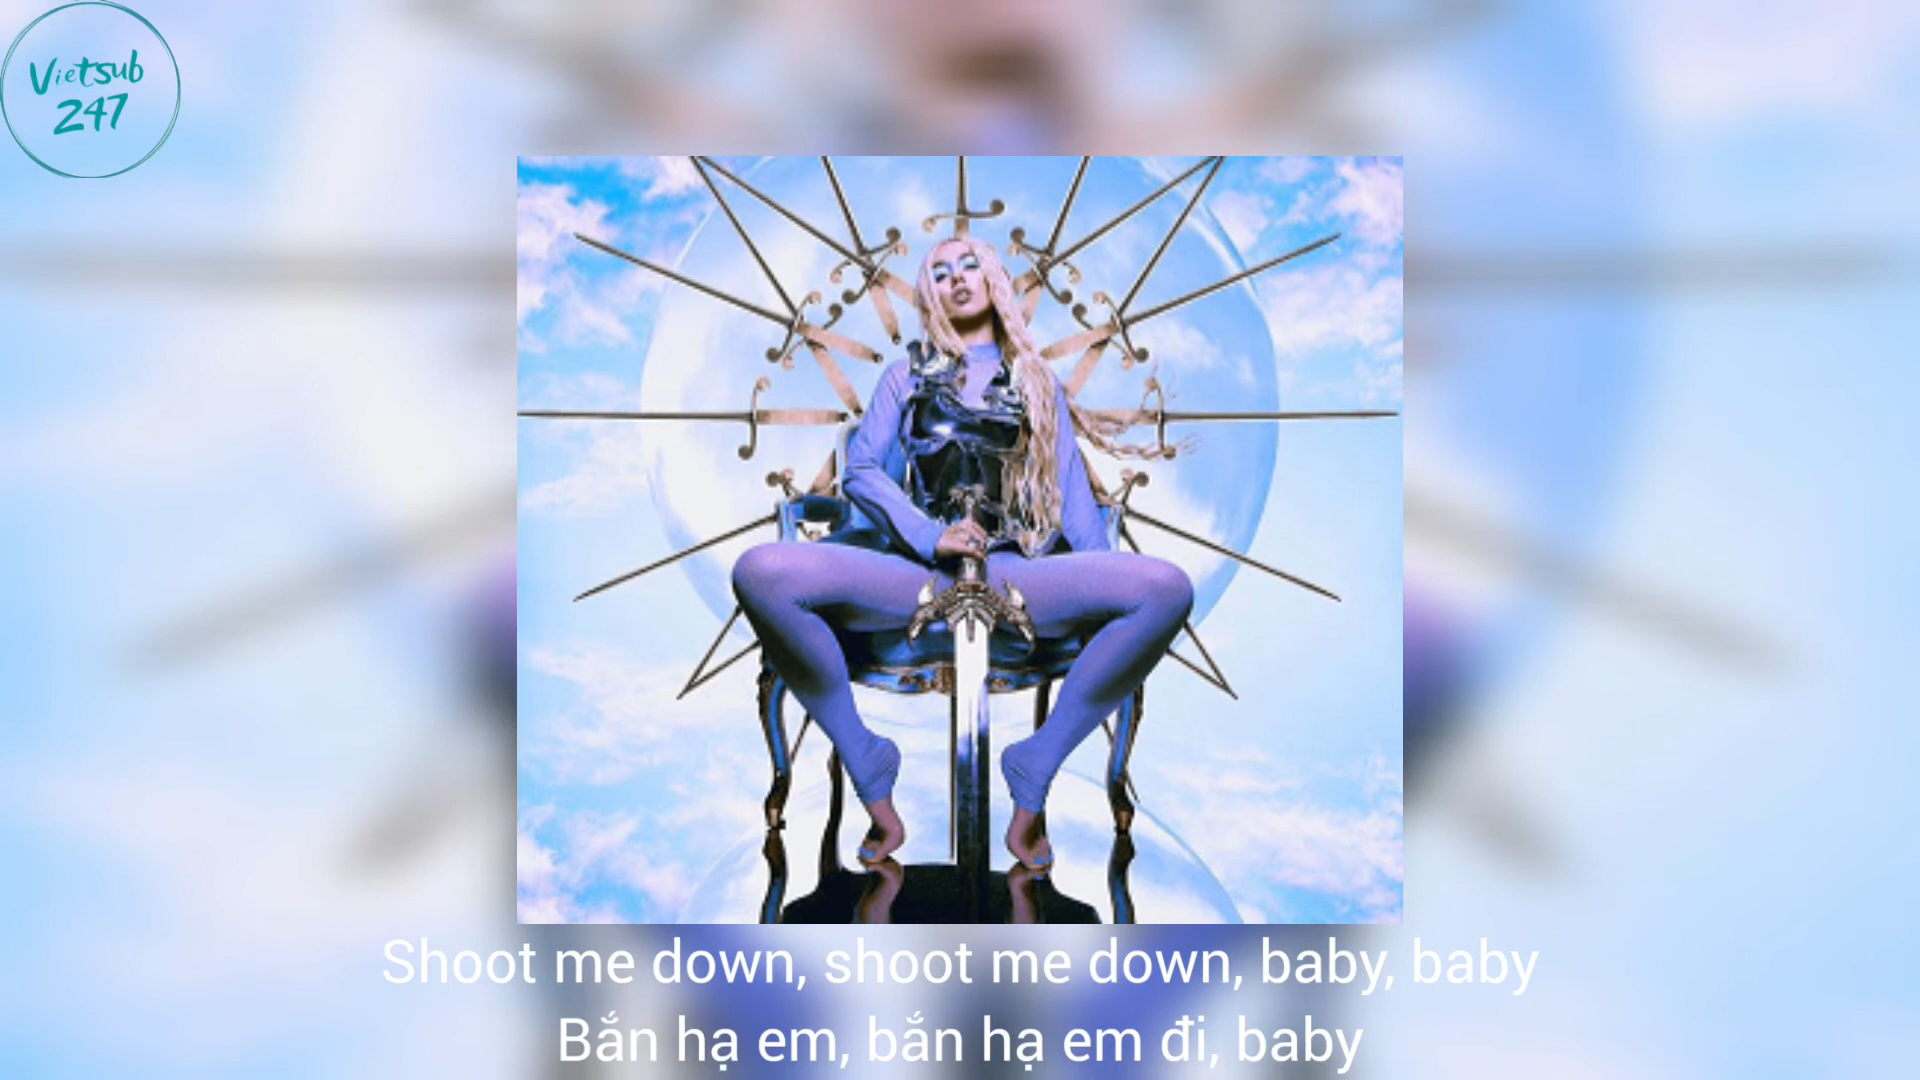 Vietsub
247
Shoot me down, shoot me down, baby, baby
Bắn hạ em, bắn hạ em đi, baby